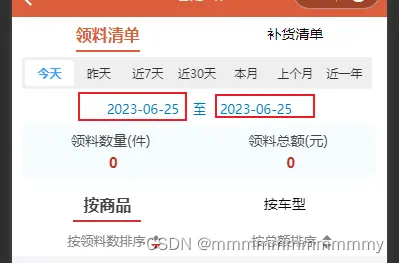 领料清单 补货清单
今天 昨天 近7天 近30天 本月 上个月 近一年
2023-06-25 至 2023-06-25
领料数量(件) 领料总额(元)
0 0
按商品 按车型
按领料数排序 按总额排序
CSDN @mmmmmmmmmmmmmy